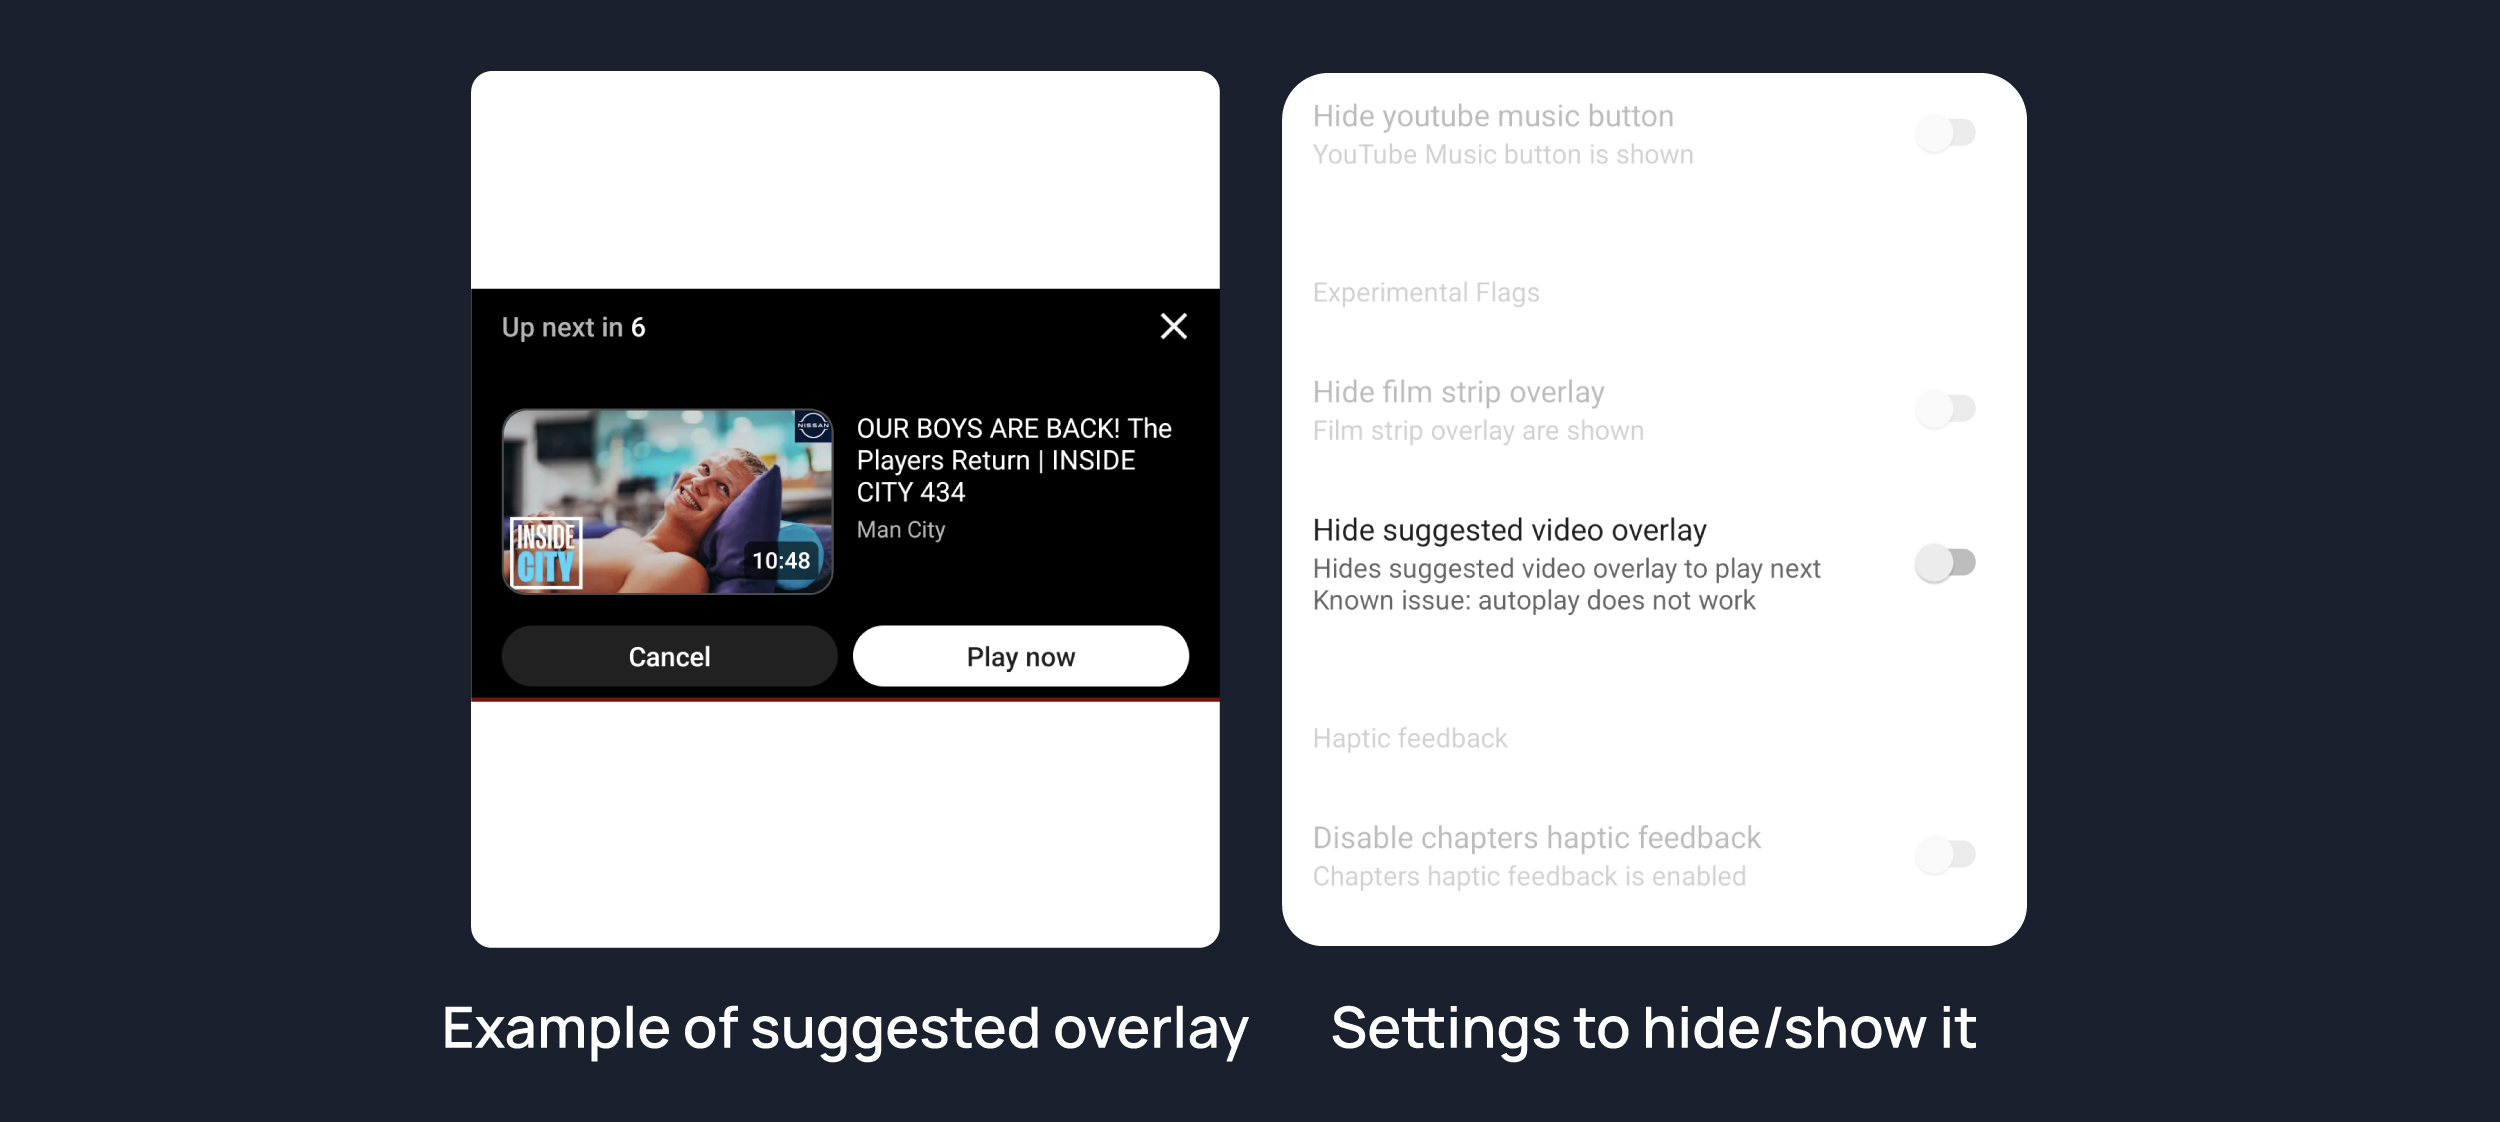 Up next in 6
NISSAN
INSIDE
CITY
10:48
OUR BOYS ARE BACK! The
Players Return | INSIDE
CITY 434
Man City
Cancel
Play now
Example of suggested overlay
Hide youtube music button
YouTube Music button is shown
Experimental Flags
Hide film strip overlay
Film strip overlay are shown
Hide suggested video overlay
Hides suggested video overlay to play next
Known issue: autoplay does not work
Haptic feedback
Disable chapters haptic feedback
Chapters haptic feedback is enabled
Settings to hide/show it